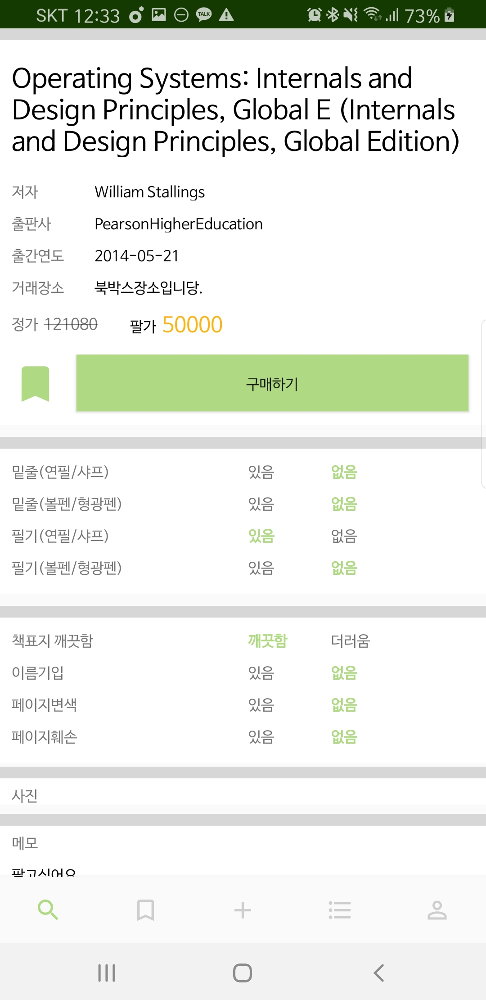 SKT 12:33 TALK 73%
Operating Systems: Internals and
Design Principles, Global E (Internals
and Design Principles, Global Edition)
저자 William Stallings
출판사 PearsonHigherEducation
출간연도 2014-05-21
거래장소 북박스장소입니당.
정가 121080 팔가 50000
구매하기
밑줄(연필/샤프) 있음 없음
밑줄(볼펜/형광펜) 있음 없음
필기(연필/샤프) 있음 없음
필기(볼펜/형광펜) 있음 없음
책표지 깨끗함 깨끗함 더러움
이름기입 있음 없음
페이지변색 있음 없음
페이지훼손 있음 없음
사진
메모
팔고싶어요